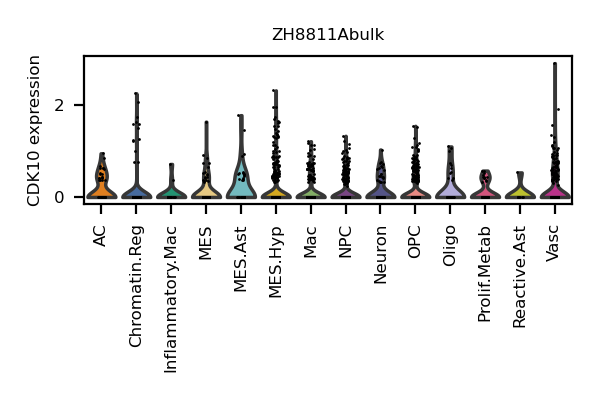 ZH8811Abulk
CDK10 expression
2
0
AC
Chromatin.Reg
Inflammatory.Mac
MES
MES.Ast
MES.Hyp
Mac
NPC
Neuron
OPC
Oligo
Prolif.Metab
Reactive.Ast
Vasc